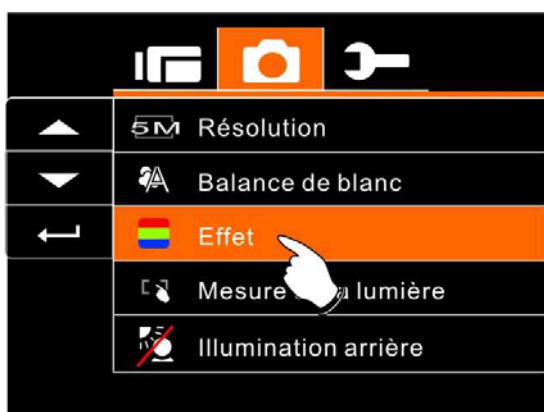 5M Résolution
Balance de blanc
Effet
Mesure lumière
Illumination arrière